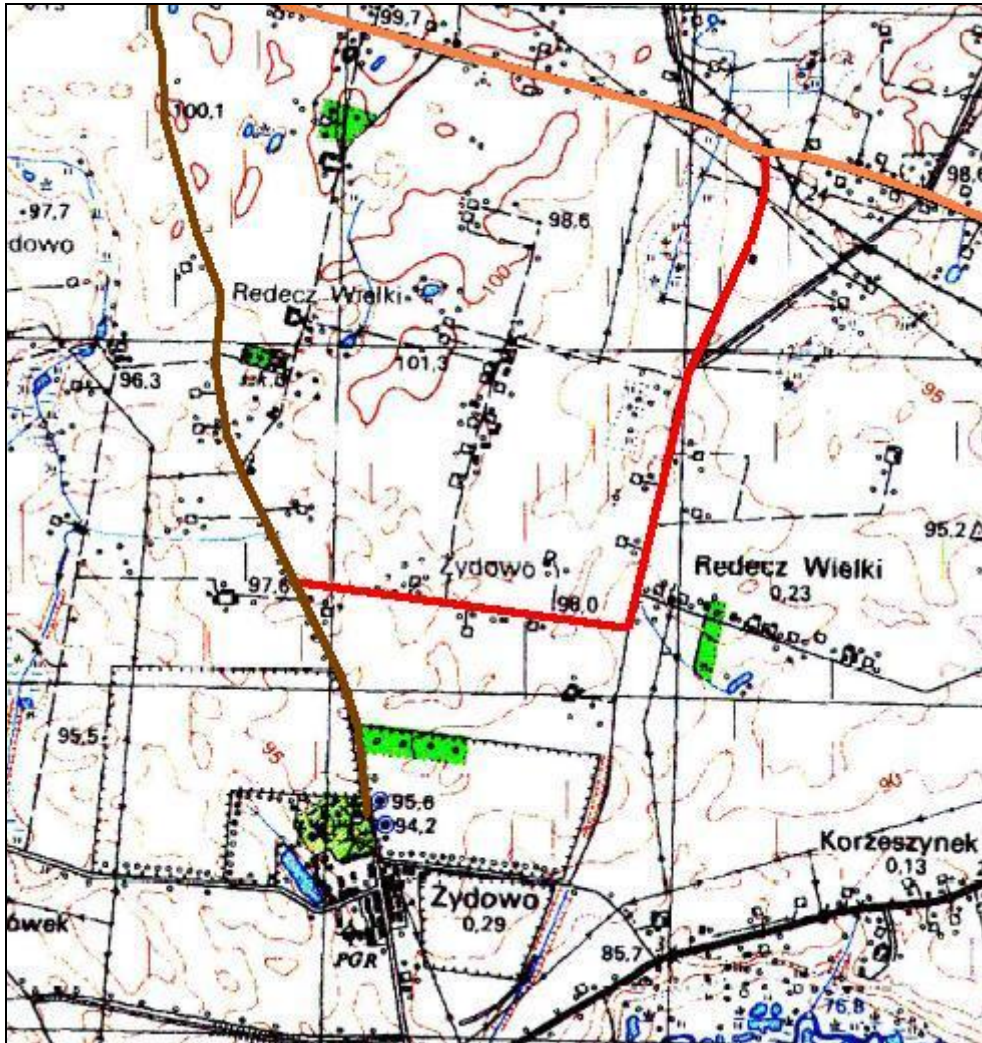 99,7
100,1
98,6
97,7
98,6
dowo
100
Redecz Wielki
101,3
96.3
95
95.2
Żydowo
Redecz Wielki
0,23
97.6
98.0
95.5
95
90
95.6
94.2
Korzeszynek
0,13
Żydowo
0,29
ówek
85.7
PGR
76.8